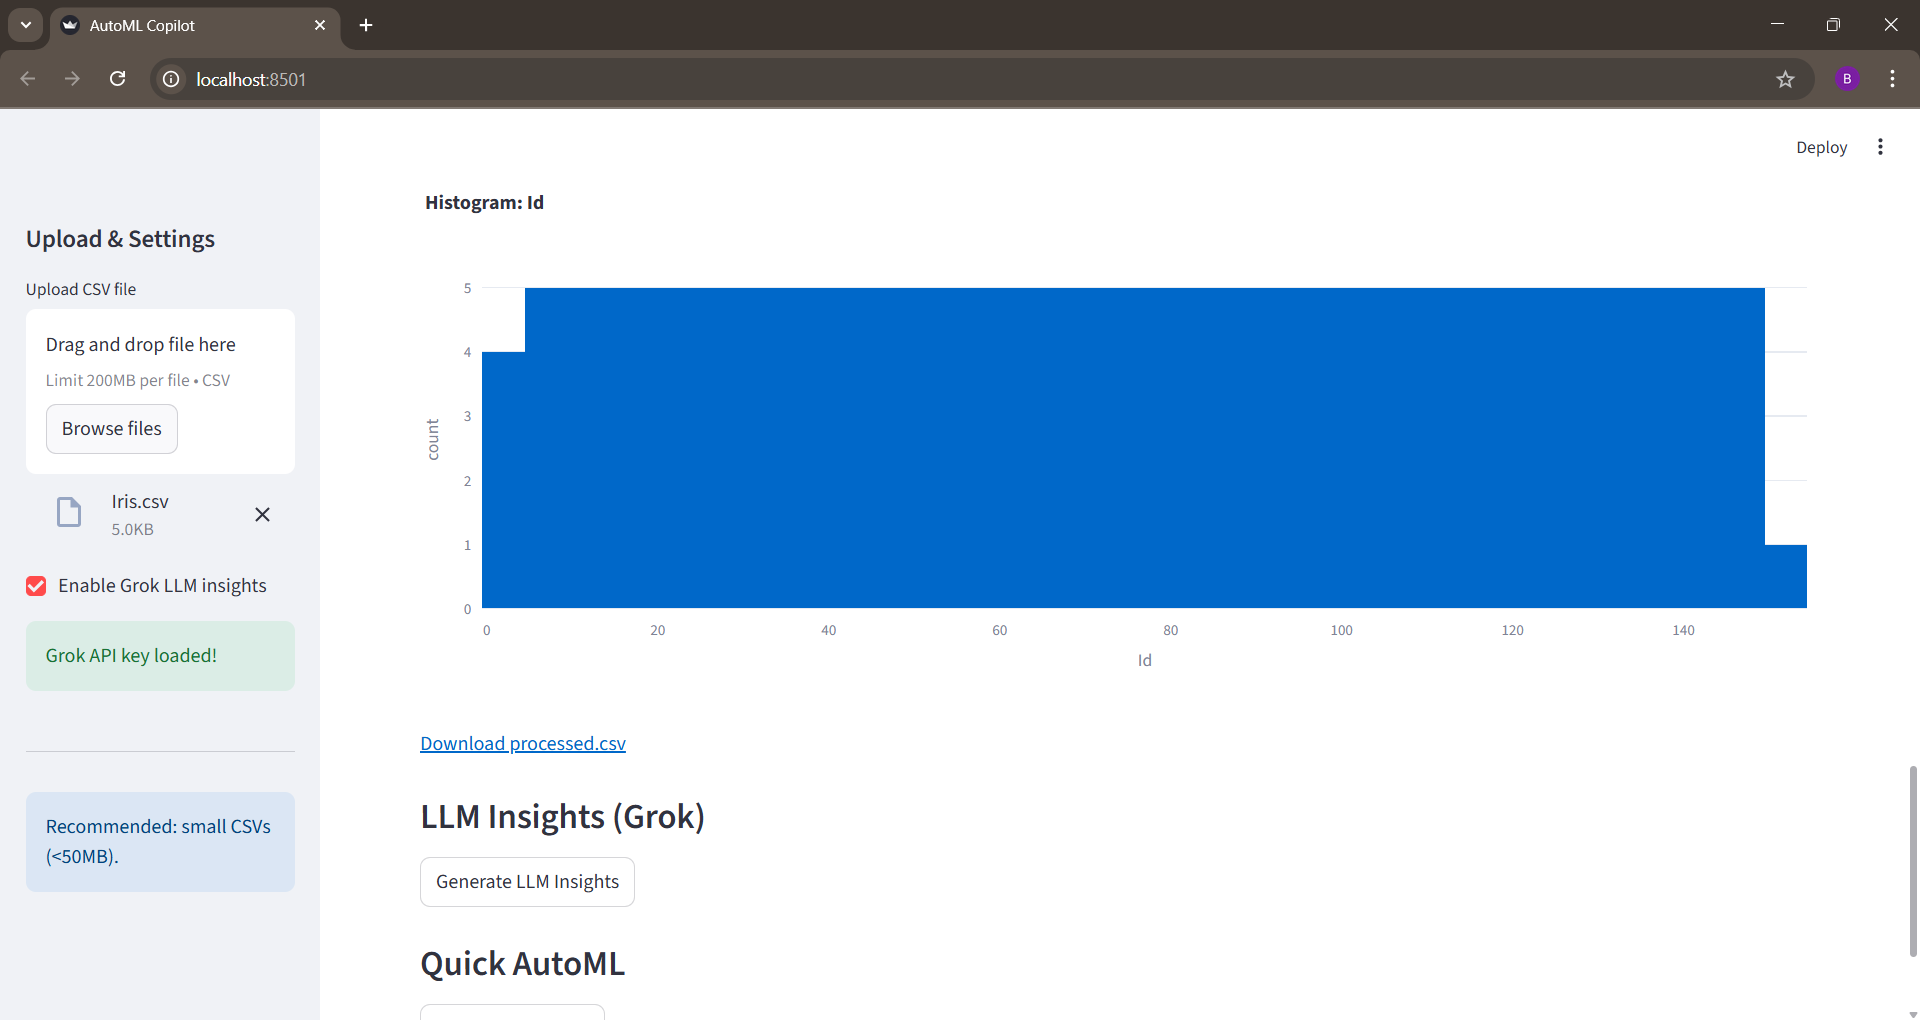 AutoML Copilot
localhost:8501
B
Deploy
Upload & Settings
Upload CSV file
Drag and drop file here
Limit 200MB per file • CSV
Browse files
Iris.csv
5.0KB
Enable Grok LLM insights
Grok API key loaded!
Recommended: small CSVs
(<50MB).
Histogram: Id
5
4
3
2
1
0
count
0 20 40 60 80 100 120 140
Id
Download processed.csv
LLM Insights (Grok)
Generate LLM Insights
Quick AutoML